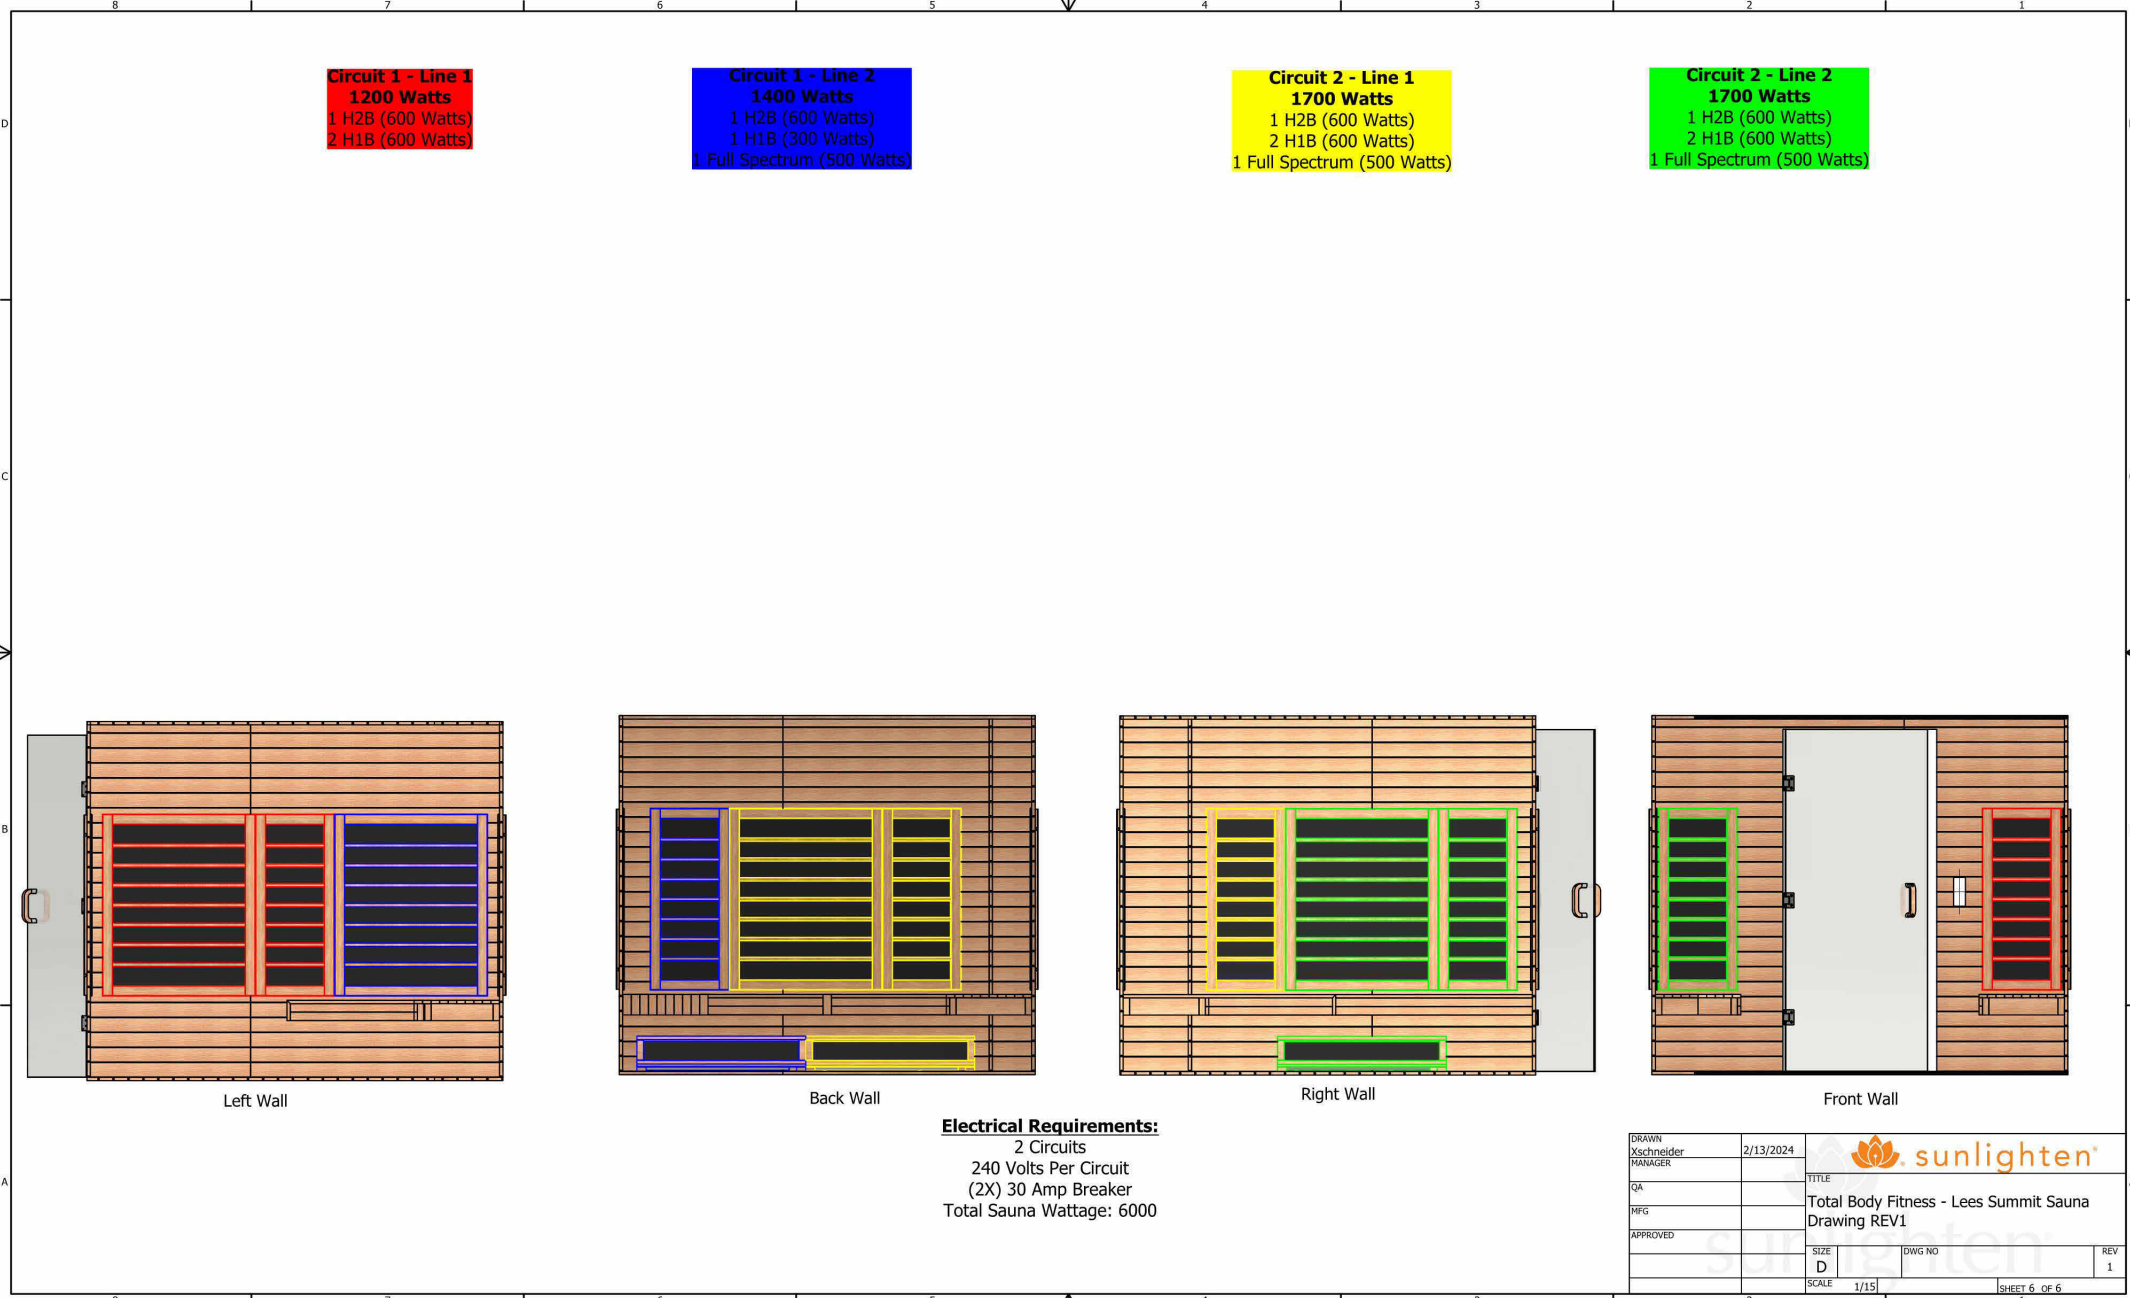 8 7 6 5 4 3 2 1
Circuit 1 - Line 1
1200 Watts
1 H2B (600 Watts)
2 H1B (600 Watts)
Circuit 1 - Line 2
1400 Watts
1 H2B (600 Watts)
1 H1B (300 Watts)
1 Full Spectrum (500 Watts)
Circuit 2 - Line 1
1700 Watts
1 H2B (600 Watts)
2 H1B (600 Watts)
1 Full Spectrum (500 Watts)
Circuit 2 - Line 2
1700 Watts
1 H2B (600 Watts)
2 H1B (600 Watts)
1 Full Spectrum (500 Watts)
D
C
B
A
Left Wall
Back Wall
Right Wall
Front Wall
Electrical Requirements:
2 Circuits
240 Volts Per Circuit
(2X) 30 Amp Breaker
Total Sauna Wattage: 6000
DRAWN
Xschneider 2/13/2024
MANAGER
QA
MFG
APPROVED
sunlighten
TITLE
Total Body Fitness - Lees Summit Sauna
Drawing REV1
sunlighten
SIZE
D
DWG NO
REV
1
SCALE 1/15
SHEET 6 OF 6